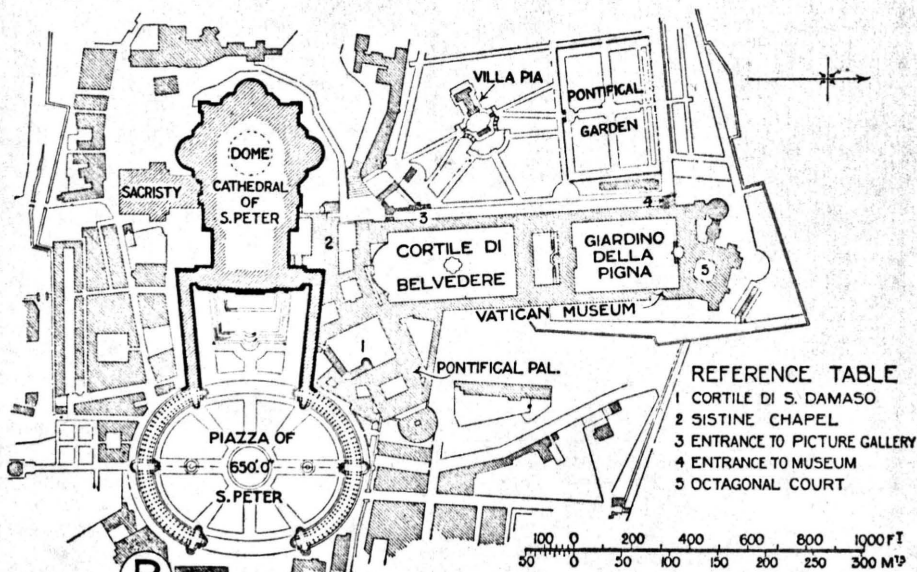 VILLA PIA
PONTIFICAL
GARDEN
DOME
CATHEDRAL
OF
S. PETER
SACRISTY
2
3
4
CORTILE DI
BELVEDERE
GIARDINO
DELLA
PIGNA
5
VATICAN MUSEUM
1
PONTIFICAL PAL.
PIAZZA OF
650'.0"
S. PETER
REFERENCE TABLE
1 CORTILE DI S. DAMASO
2 SISTINE CHAPEL
3 ENTRANCE TO PICTURE GALLERY
4 ENTRANCE TO MUSEUM
5 OCTAGONAL COURT
100 0 200 400 600 800 1000 FT
50 0 50 100 150 200 250 300 MTS
B